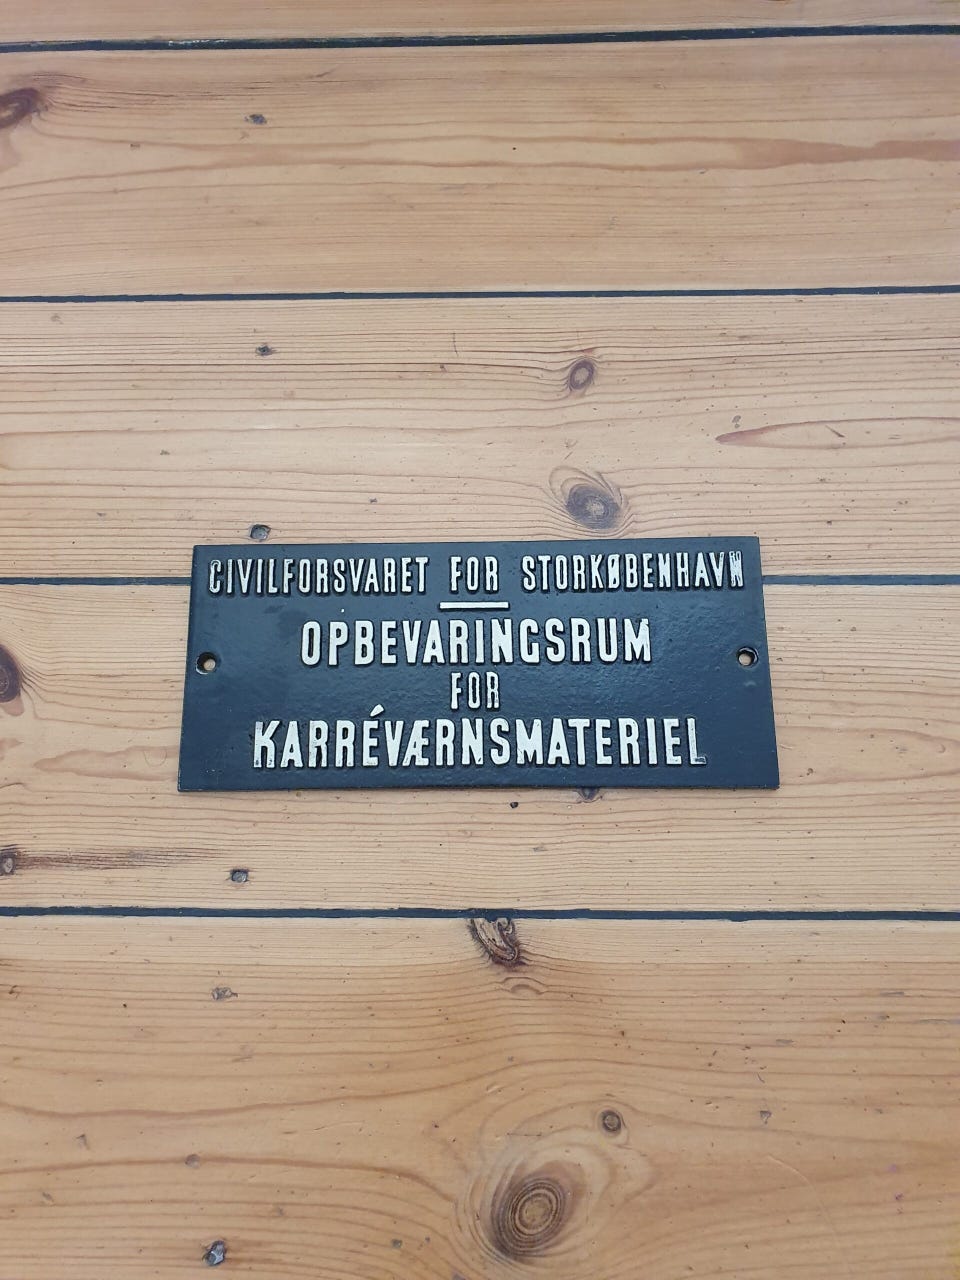 CIVILFORSVARET FOR STORKØBENHAVN
OPBEVARINGSRUM
FOR
KARRÉVÆRNSMATERIEL